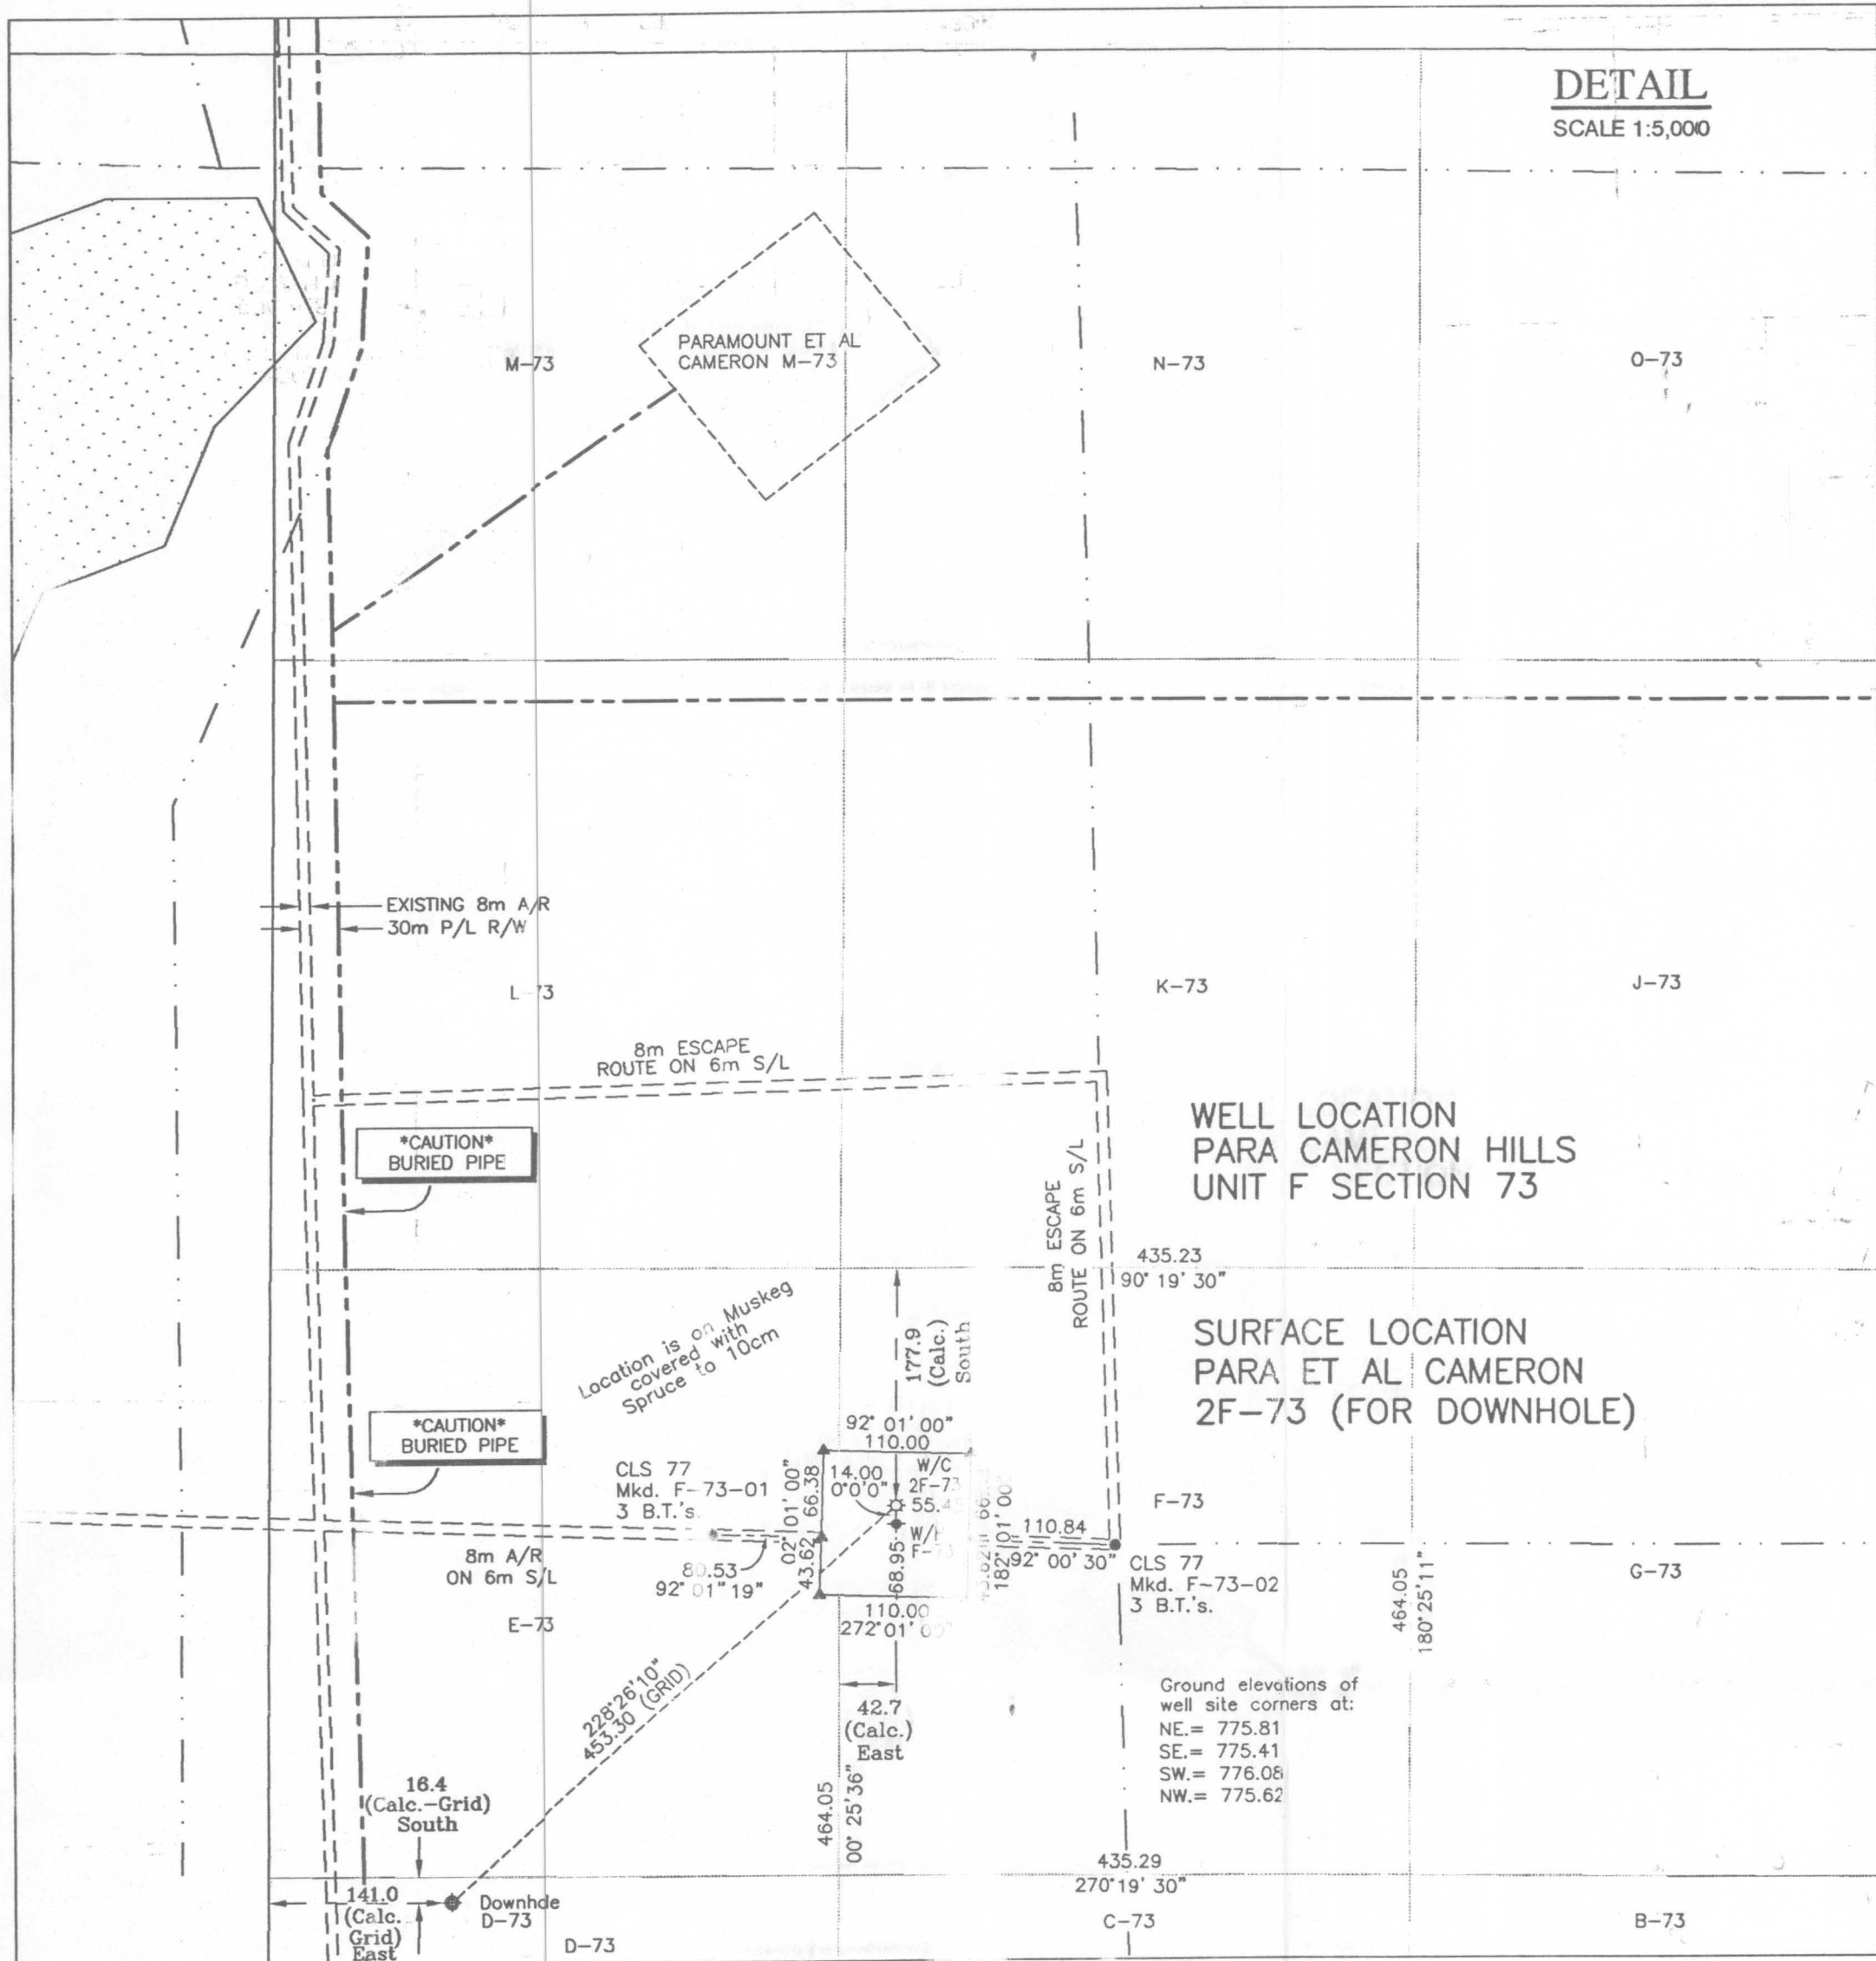 DETAIL
SCALE 1:5,000
PARAMOUNT ET AL
CAMERON M-73
M-73
N-73
O-73
EXISTING 8m A/R
30m P/L R/W
L-73
K-73
J-73
8m ESCAPE
ROUTE ON 6m S/L
*CAUTION*
BURIED PIPE
8m ESCAPE
ROUTE ON 6m S/L
WELL LOCATION
PARA CAMERON HILLS
UNIT F SECTION 73
435.23
90° 19' 30"
Location is on Muskeg
covered with
Spruce to 10cm
177.9
(Calc.)
South
SURFACE LOCATION
PARA ET AL CAMERON
2F-73 (FOR DOWNHOLE)
*CAUTION*
BURIED PIPE
92° 01' 00"
110.00
CLS 77
Mkd. F-73-01
3 B.T.'s.
02° 01' 00"
43.62 66.38
14.00
0°0'0"
W/C
2F-73
55.45
W/H
F-73
68.95
182° 01' 00"
110.84
92° 00' 30"
F-73
CLS 77
Mkd. F-73-02
3 B.T.'s.
G-73
8m A/R
ON 6m S/L
80.53
92° 01" 19"
E-73
110.00
272° 01' 00"
464.05
180° 25' 11"
228°26'10"
453.30 (GRID)
42.7
(Calc.)
East
Ground elevations of
well site corners at:
NE.= 775.81
SE.= 775.41
SW.= 776.08
NW.= 775.62
464.05
00° 25' 36"
16.4
(Calc.-Grid)
South
435.29
270° 19' 30"
141.0
(Calc.
Grid)
East
Downhole
D-73
D-73
C-73
B-73